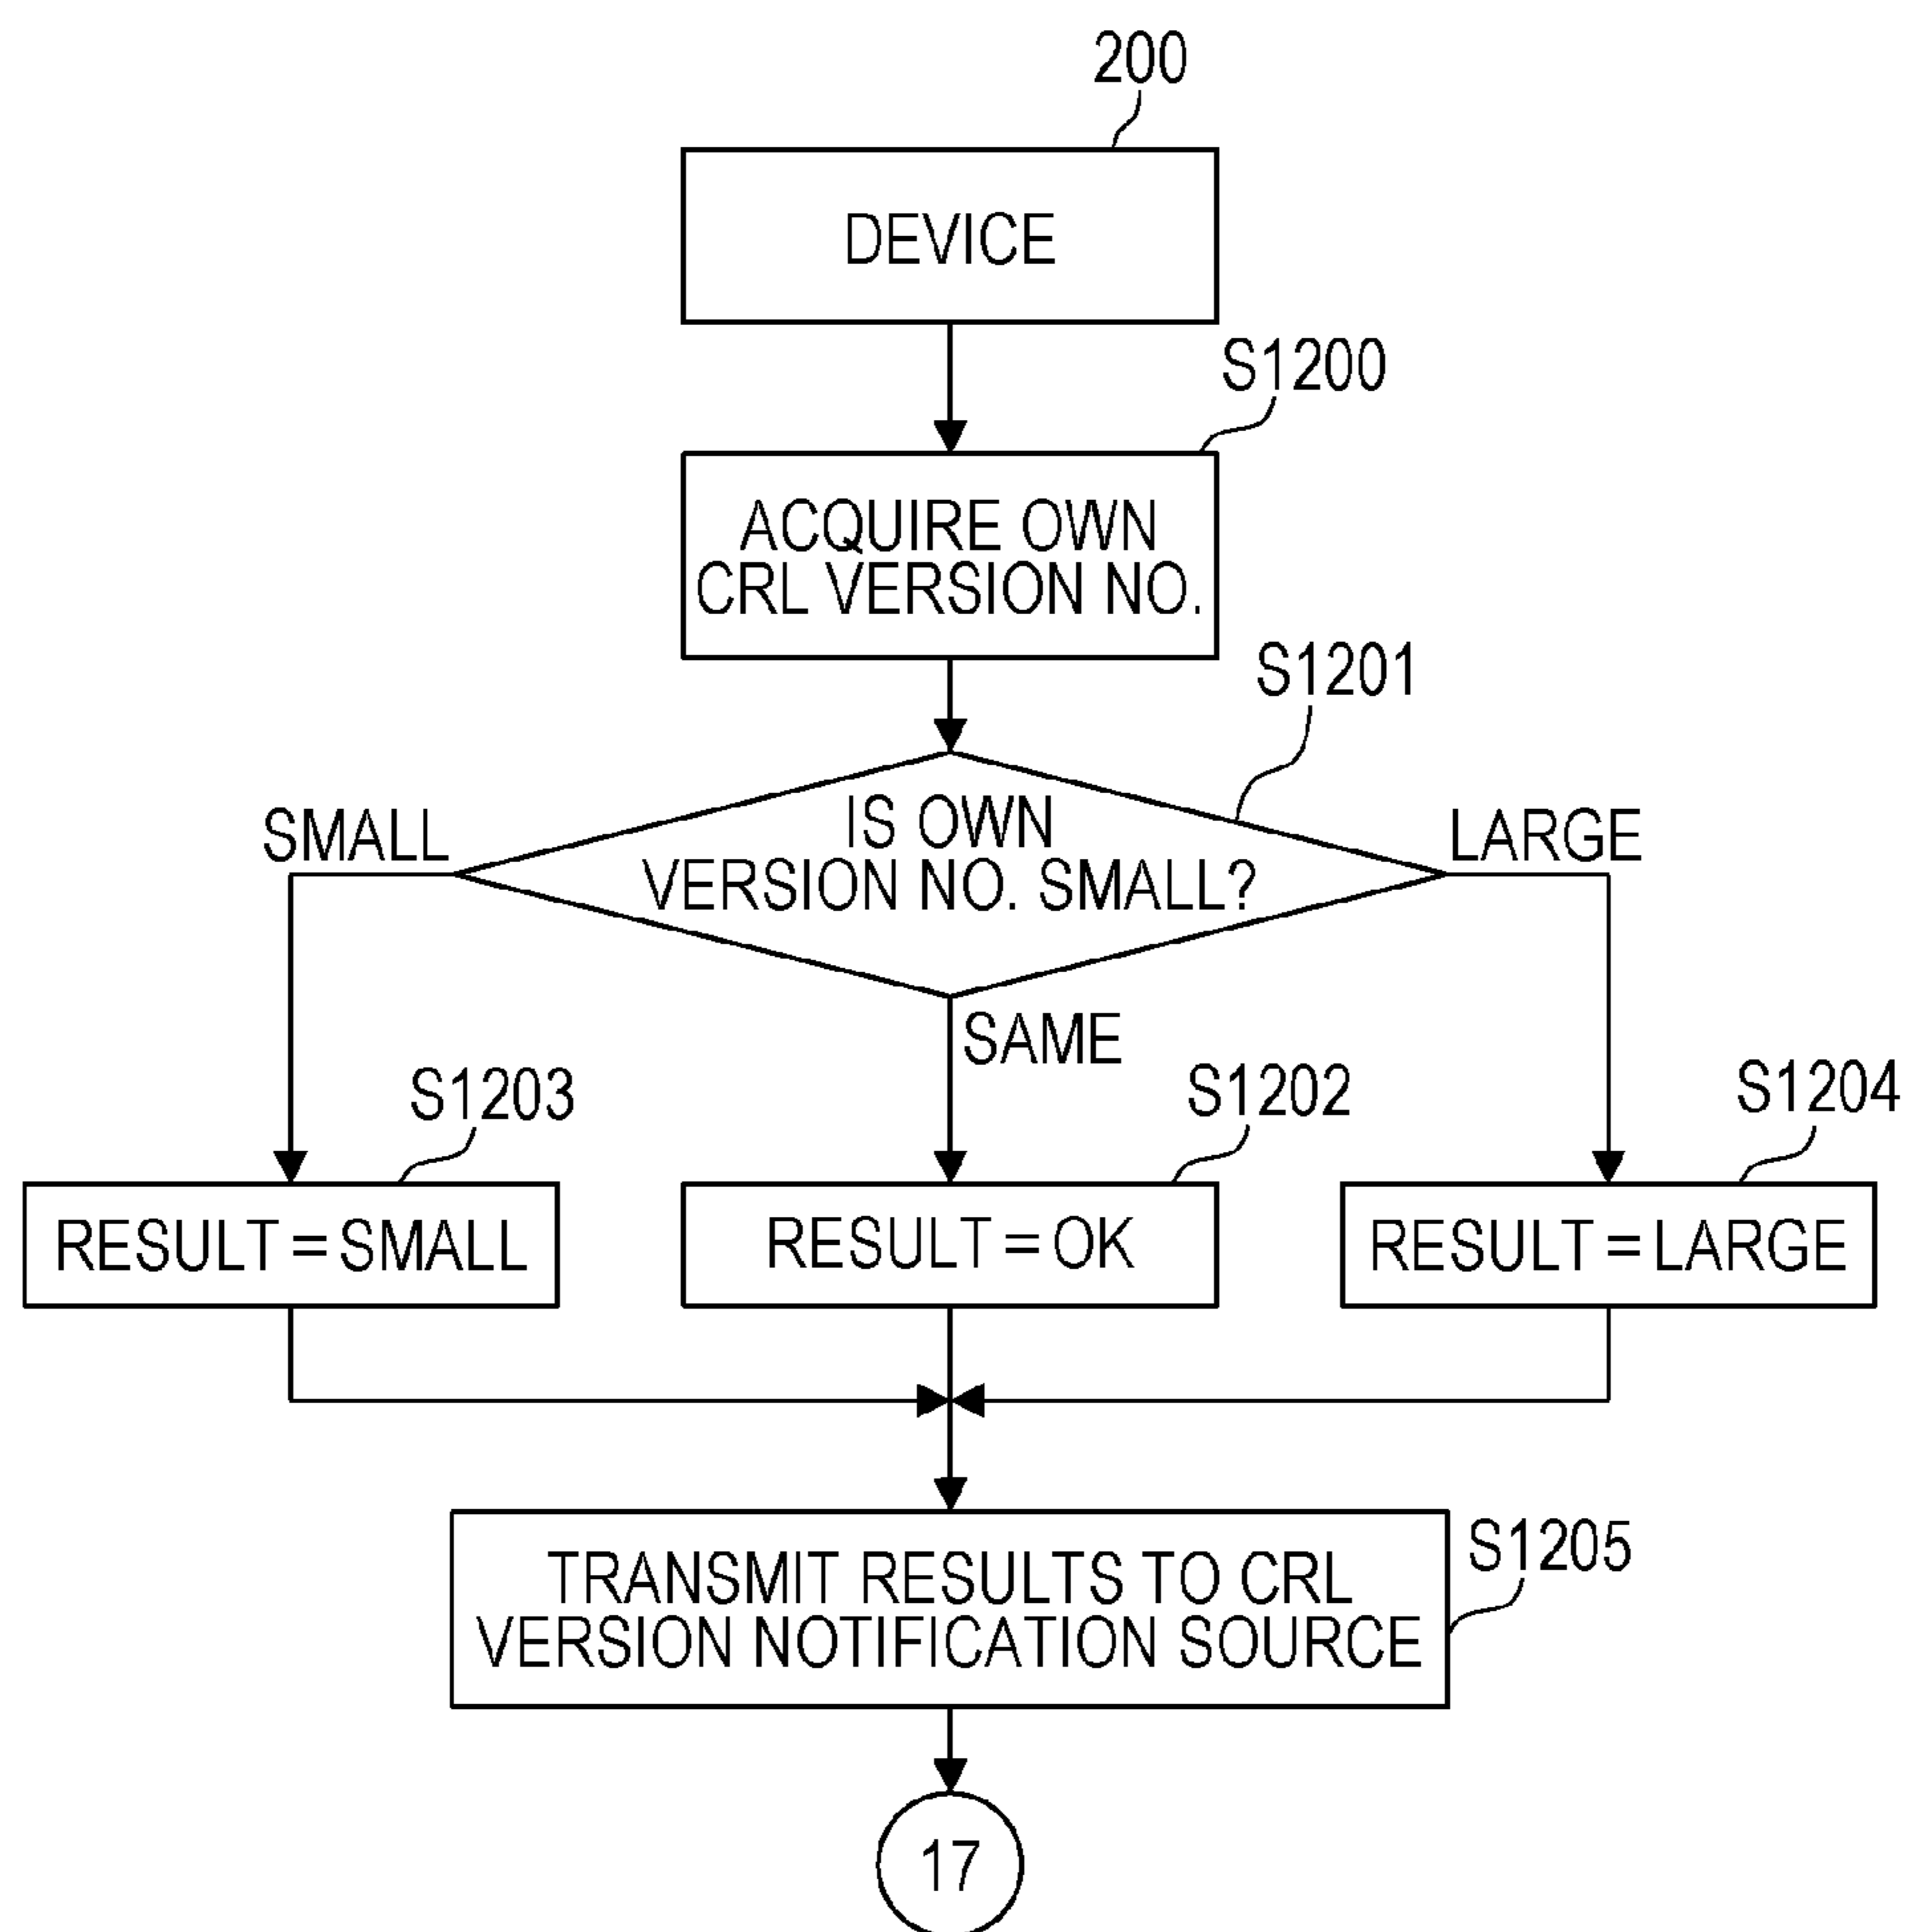 200
DEVICE
S1200
ACQUIRE OWN
CRL VERSION NO.
S1201
IS OWN
VERSION NO. SMALL?
SMALL
LARGE
SAME
S1203
S1202
S1204
RESULT = SMALL
RESULT = OK
RESULT = LARGE
TRANSMIT RESULTS TO CRL
VERSION NOTIFICATION SOURCE
S1205
17